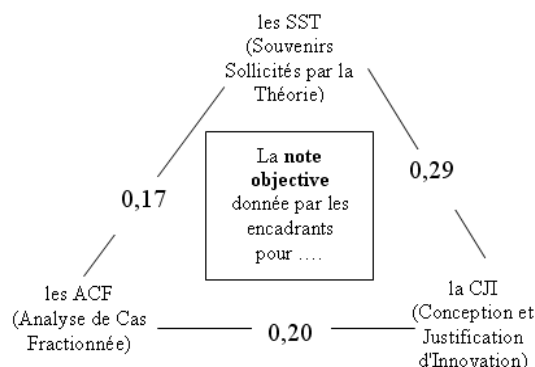 les SST
(Souvenirs
Sollicités par la
Théorie)
La note
objective
donnée par les
encadrants
pour ....
0,17
0,29
les ACF
(Analyse de Cas
Fractionnée)
0,20
la CJI
(Conception et
Justification
d'Innovation)